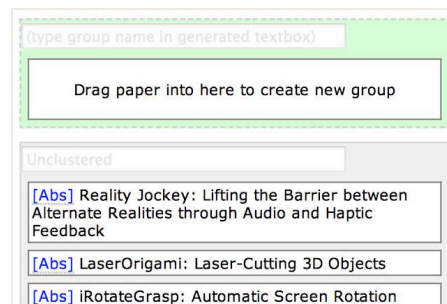 (type group name in generated textbox)
Drag paper into here to create new group
Unclustered
[Abs] Reality Jockey: Lifting the Barrier between
Alternate Realities through Audio and Haptic
Feedback
[Abs] LaserOrigami: Laser-Cutting 3D Objects
[Abs] iRotateGrasp: Automatic Screen Rotation